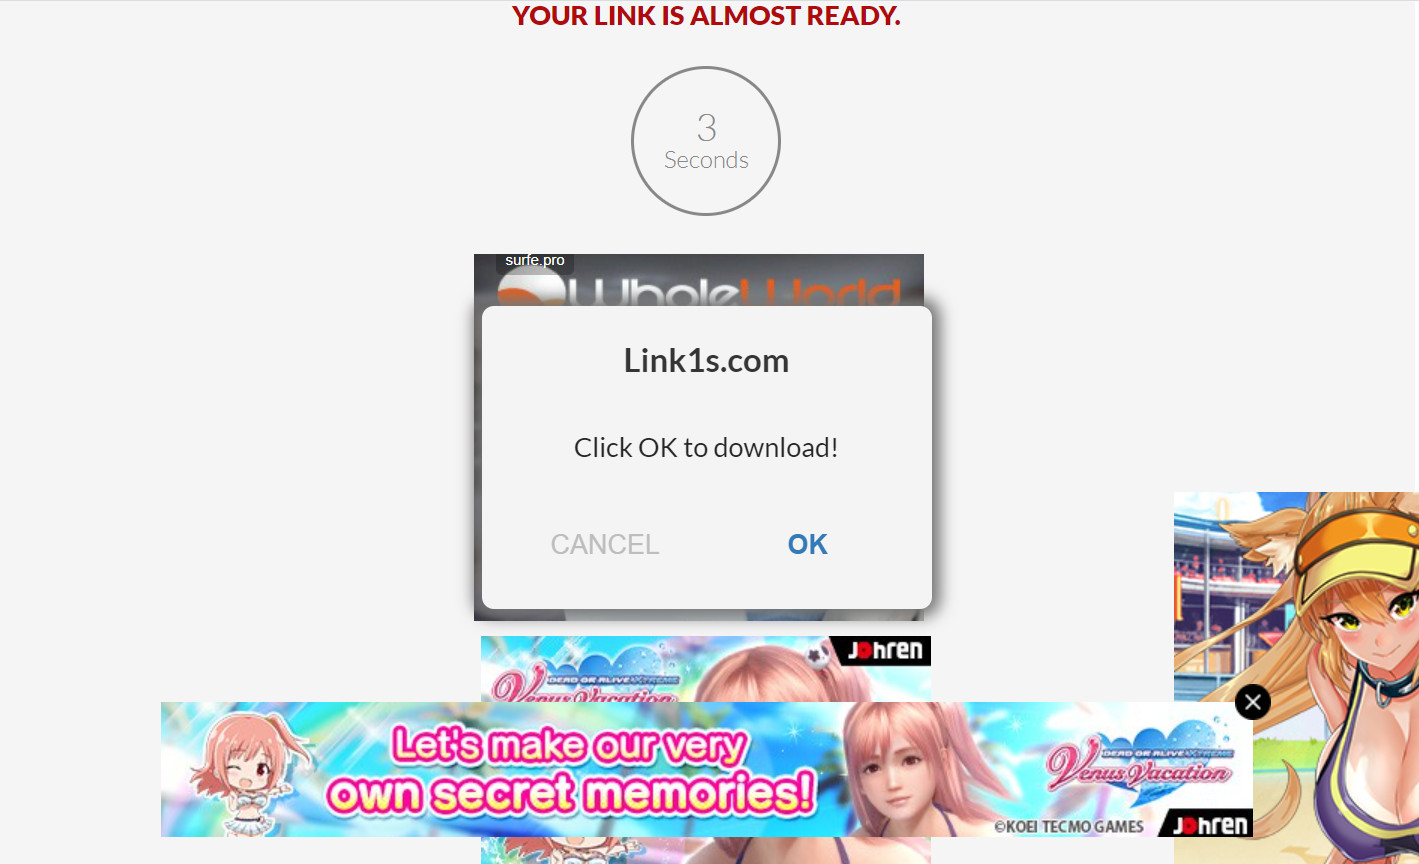 YOUR LINK IS ALMOST READY.
3
Seconds
surfe.pro
WholeWorld
Link1s.com
Click OK to download!
CANCEL
OK
Johren
DEAD OR ALIVE XTREME
Venus Vacation
Let's make our very
own secret memories!
DEAD OR ALIVE XTREME
Venus Vacation
©KOEI TECMO GAMES
Johren